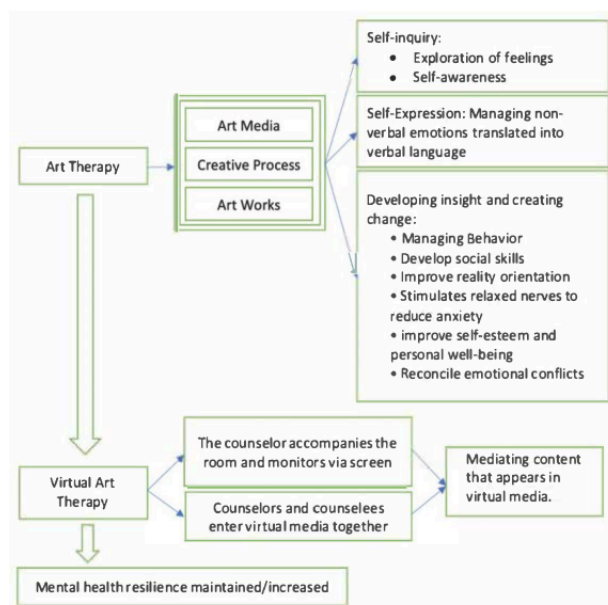 Self-inquiry:
● Exploration of feelings
● Self-awareness
Art Media
Creative Process
Art Works
Art Therapy
Self-Expression: Managing non-
verbal emotions translated into
verbal language
Developing insight and creating
change:
• Managing Behavior
• Develop social skills
• Improve reality orientation
• Stimulates relaxed nerves to
reduce anxiety
• improve self-esteem and
personal well-being
• Reconcile emotional conflicts
Virtual Art
Therapy
The counselor accompanies the
room and monitors via screen
Counselors and counselees
enter virtual media together
Mediating content
that appears in
virtual media.
Mental health resilience maintained/increased